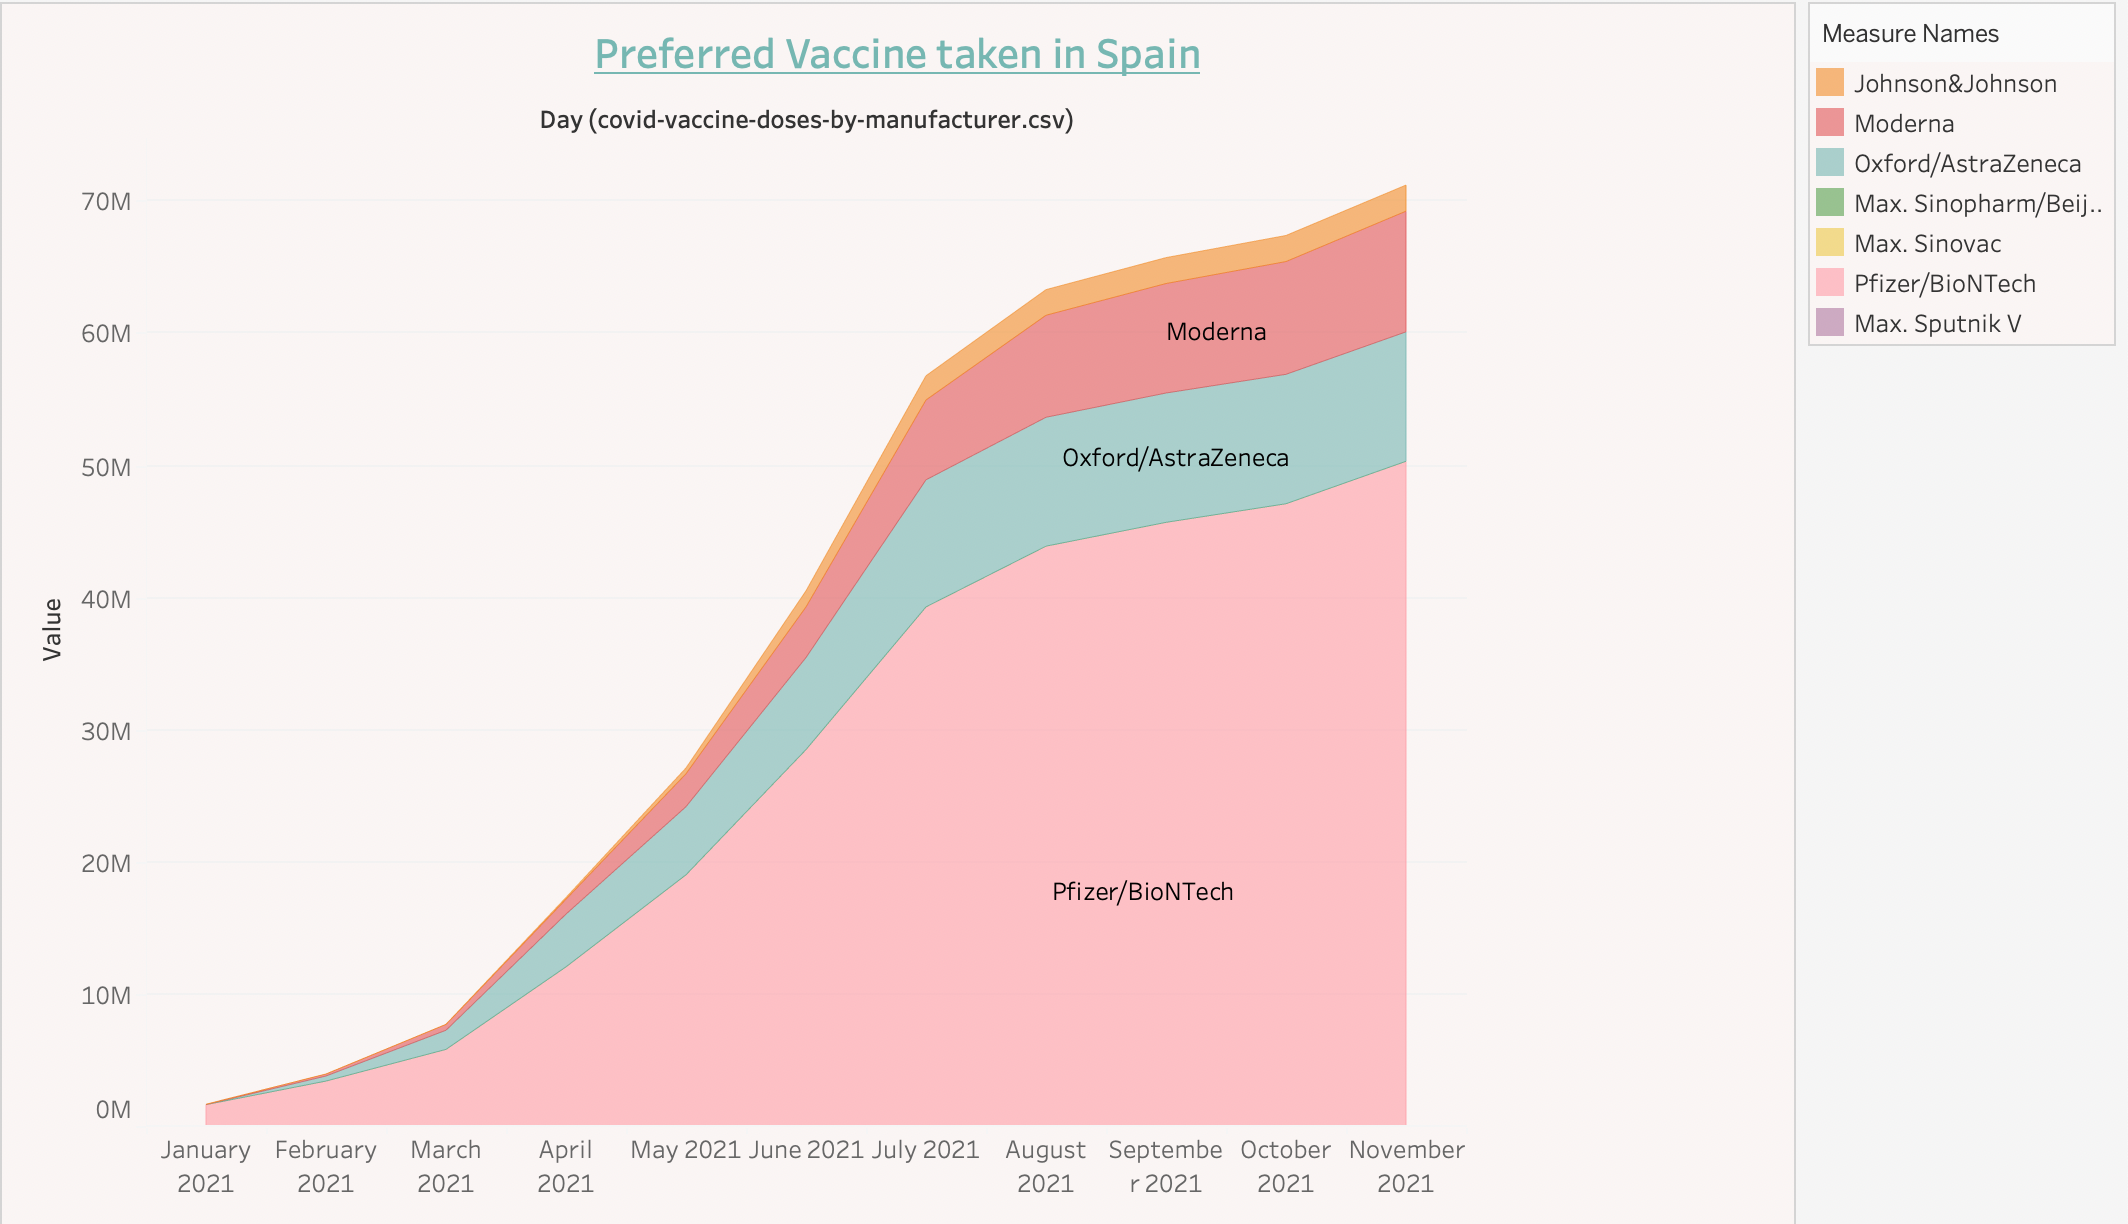 Preferred Vaccine taken in Spain
Day (covid-vaccine-doses-by-manufacturer.csv)
Measure Names
Johnson&Johnson
Moderna
Oxford/AstraZeneca
Max. Sinopharm/Beij..
Max. Sinovac
Pfizer/BioNTech
Max. Sputnik V
70M
60M
50M
40M
30M
20M
10M
0M
Value
Moderna
Oxford/AstraZeneca
Pfizer/BioNTech
January
2021
February
2021
March
2021
April
2021
May 2021
June 2021
July 2021
August
2021
Septembe
r 2021
October
2021
November
2021